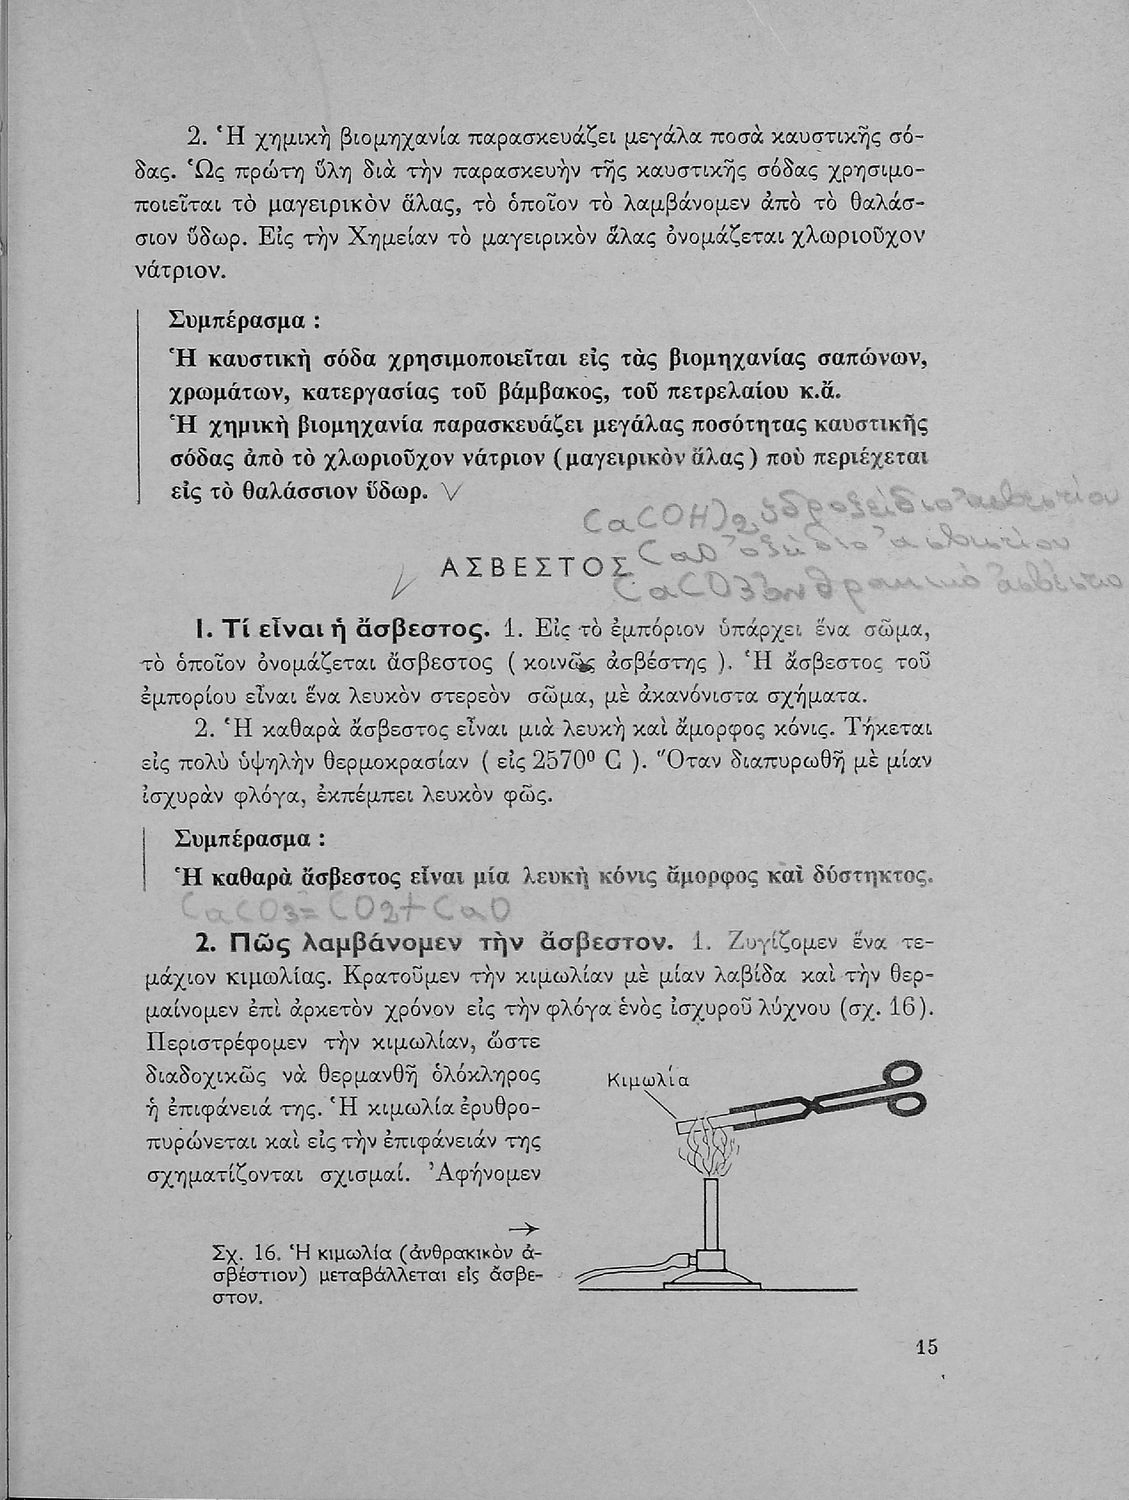 2. Ἡ χημικὴ βιομηχανία παρασκευάζει μεγάλα ποσὰ καυστικῆς σό-
δας. Ὡς πρώτη ὕλη διὰ τὴν παρασκευὴν τῆς καυστικῆς σόδας χρησιμο-
ποιεῖται τὸ μαγειρικὸν ἅλας, τὸ ὁποῖον τὸ λαμβάνομεν ἀπὸ τὸ θαλάσ-
σιον ὕδωρ. Εἰς τὴν Χημείαν τὸ μαγειρικὸν ἅλας ὀνομάζεται χλωριοῦχον
νάτριον.
Συμπέρασμα :
Ἡ καυστικὴ σόδα χρησιμοποιεῖται εἰς τὰς βιομηχανίας σαπώνων,
χρωμάτων, κατεργασίας τοῦ βάμβακος, τοῦ πετρελαίου κ.ἄ.
Ἡ χημικὴ βιομηχανία παρασκευάζει μεγάλας ποσότητας καυστικῆς
σόδας ἀπὸ τὸ χλωριοῦχον νάτριον (μαγειρικὸν ἅλας) ποὺ περιέχεται
εἰς τὸ θαλάσσιον ὕδωρ.
Ca(OH)2 ὑδροξείδιο ἀσβεστίου
CaO ὀξείδιο ἀσβεστίου
ΑΣΒΕΣΤΟΣ
CaCO3 ἀνθρακικὸ ἀσβέστιο
1. Τί εἶναι ἡ ἄσβεστος. 1. Εἰς τὸ ἐμπόριον ὑπάρχει ἕνα σῶμα,
τὸ ὁποῖον ὀνομάζεται ἄσβεστος ( κοινῶς ἀσβέστης ). Ἡ ἄσβεστος τοῦ
ἐμπορίου εἶναι ἕνα λευκὸν στερεὸν σῶμα, μὲ ἀκανόνιστα σχήματα.
2. Ἡ καθαρὰ ἄσβεστος εἶναι μιὰ λευκὴ καὶ ἄμορφος κόνις. Τήκεται
εἰς πολὺ ὑψηλὴν θερμοκρασίαν ( εἰς 2570⁰ C ). Ὅταν διαπυρωθῆ μὲ μίαν
ἰσχυρὰν φλόγα, ἐκπέμπει λευκὸν φῶς.
Συμπέρασμα :
Ἡ καθαρὰ ἄσβεστος εἶναι μία λευκὴ κόνις ἄμορφος καὶ δύστηκτος.
CaCO3= CO2+ CaO
2. Πῶς λαμβάνομεν τὴν ἄσβεστον. 1. Ζυγίζομεν ἕνα τε-
μάχιον κιμωλίας. Κρατοῦμεν τὴν κιμωλίαν μὲ μίαν λαβίδα καὶ τὴν θερ-
μαίνομεν ἐπὶ ἀρκετὸν χρόνον εἰς τὴν φλόγα ἑνὸς ἰσχυροῦ λύχνου (σχ. 16).
Περιστρέφομεν τὴν κιμωλίαν, ὥστε
διαδοχικῶς νὰ θερμανθῆ ὁλόκληρος
ἡ ἐπιφάνειά της. Ἡ κιμωλία ἐρυθρο-
πυρώνεται καὶ εἰς τὴν ἐπιφάνειάν της
σχηματίζονται σχισμαί. Ἀφήνομεν
Κιμωλία
→
Σχ. 16. Ἡ κιμωλία (ἀνθρακικὸν ἀ-
σβέστιον) μεταβάλλεται εἰς ἄσβε-
στον.
15